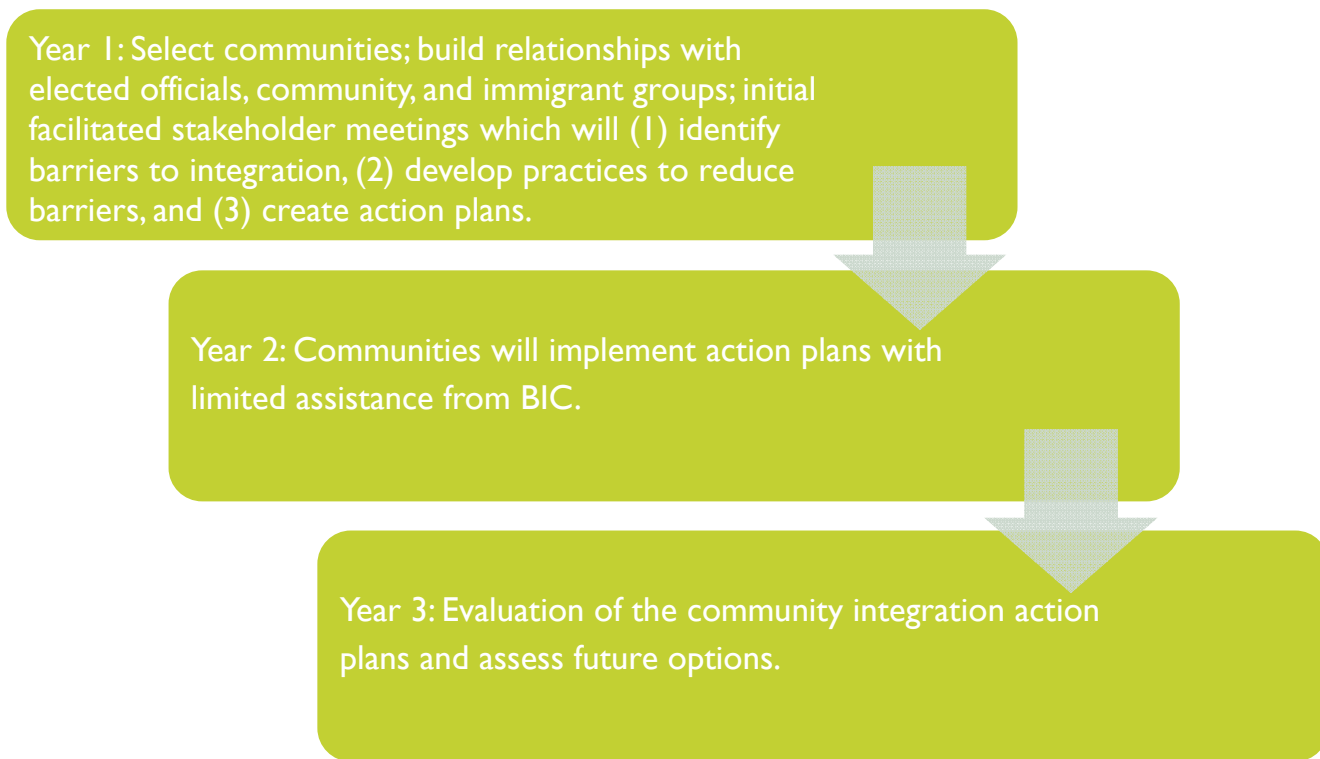 Year 1: Select communities; build relationships with
elected officials, community, and immigrant groups; initial
facilitated stakeholder meetings which will (1) identify
barriers to integration, (2) develop practices to reduce
barriers, and (3) create action plans.
Year 2: Communities will implement action plans with
limited assistance from BIC.
Year 3: Evaluation of the community integration action
plans and assess future options.